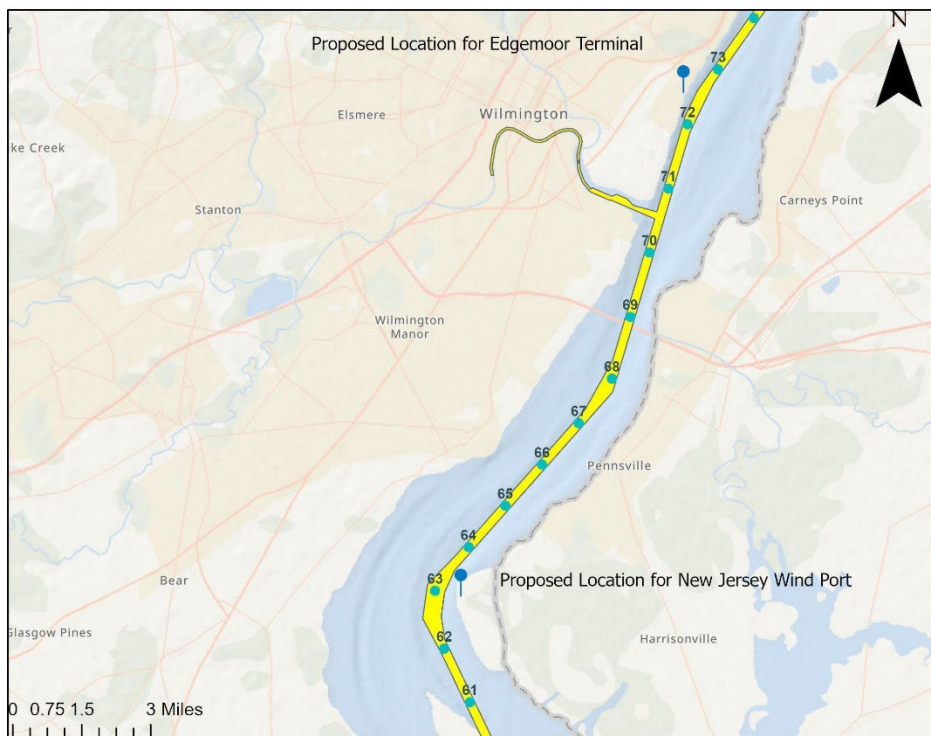 N
Proposed Location for Edgemoor Terminal
73
Elsmere
Wilmington
72
ke Creek
71
Carneys Point
Stanton
70
69
Wilmington
Manor
68
67
66
Pennsville
65
64
Bear
63
Proposed Location for New Jersey Wind Port
Glasgow Pines
62
Harrisonville
61
0 0.75 1.5 3 Miles